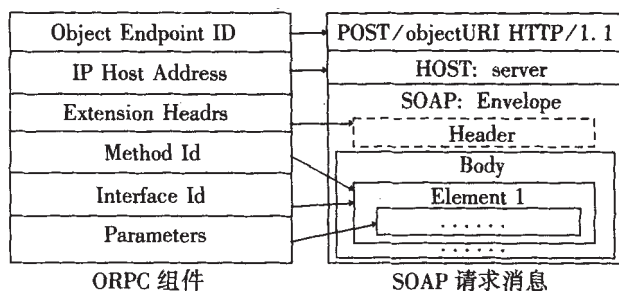 Object Endpoint ID
IP Host Address
Extension Headrs
Method Id
Interface Id
Parameters
ORPC 组件
POST/objectURI HTTP/1. 1
HOST: server
SOAP: Envelope
Header
Body
Element 1
......
......
SOAP 请求消息